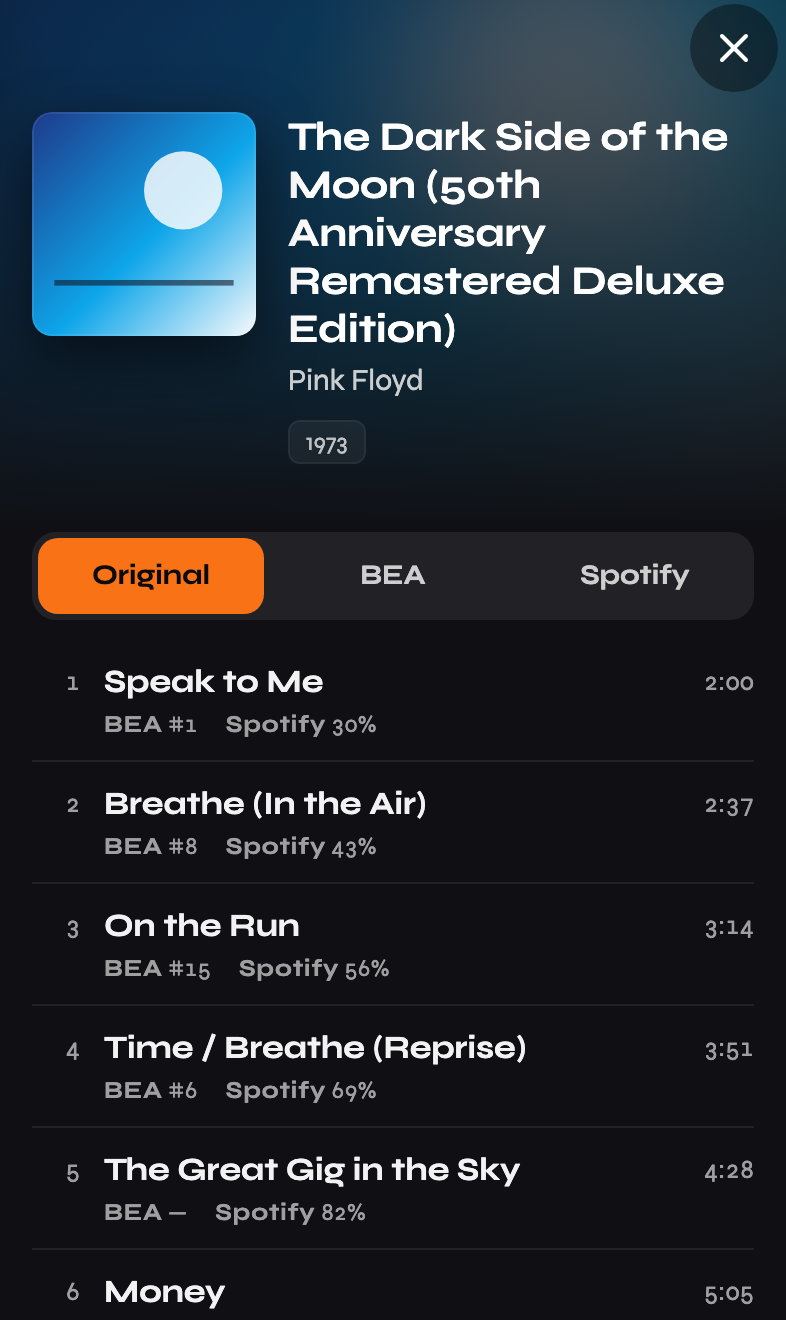 The Dark Side of the
Moon (50th
Anniversary
Remastered Deluxe
Edition)
Pink Floyd
1973
Original BEA Spotify
1 Speak to Me 2:00
BEA #1 Spotify 30%
2 Breathe (In the Air) 2:37
BEA #8 Spotify 43%
3 On the Run 3:14
BEA #15 Spotify 56%
4 Time / Breathe (Reprise) 3:51
BEA #6 Spotify 69%
5 The Great Gig in the Sky 4:28
BEA — Spotify 82%
6 Money 5:05